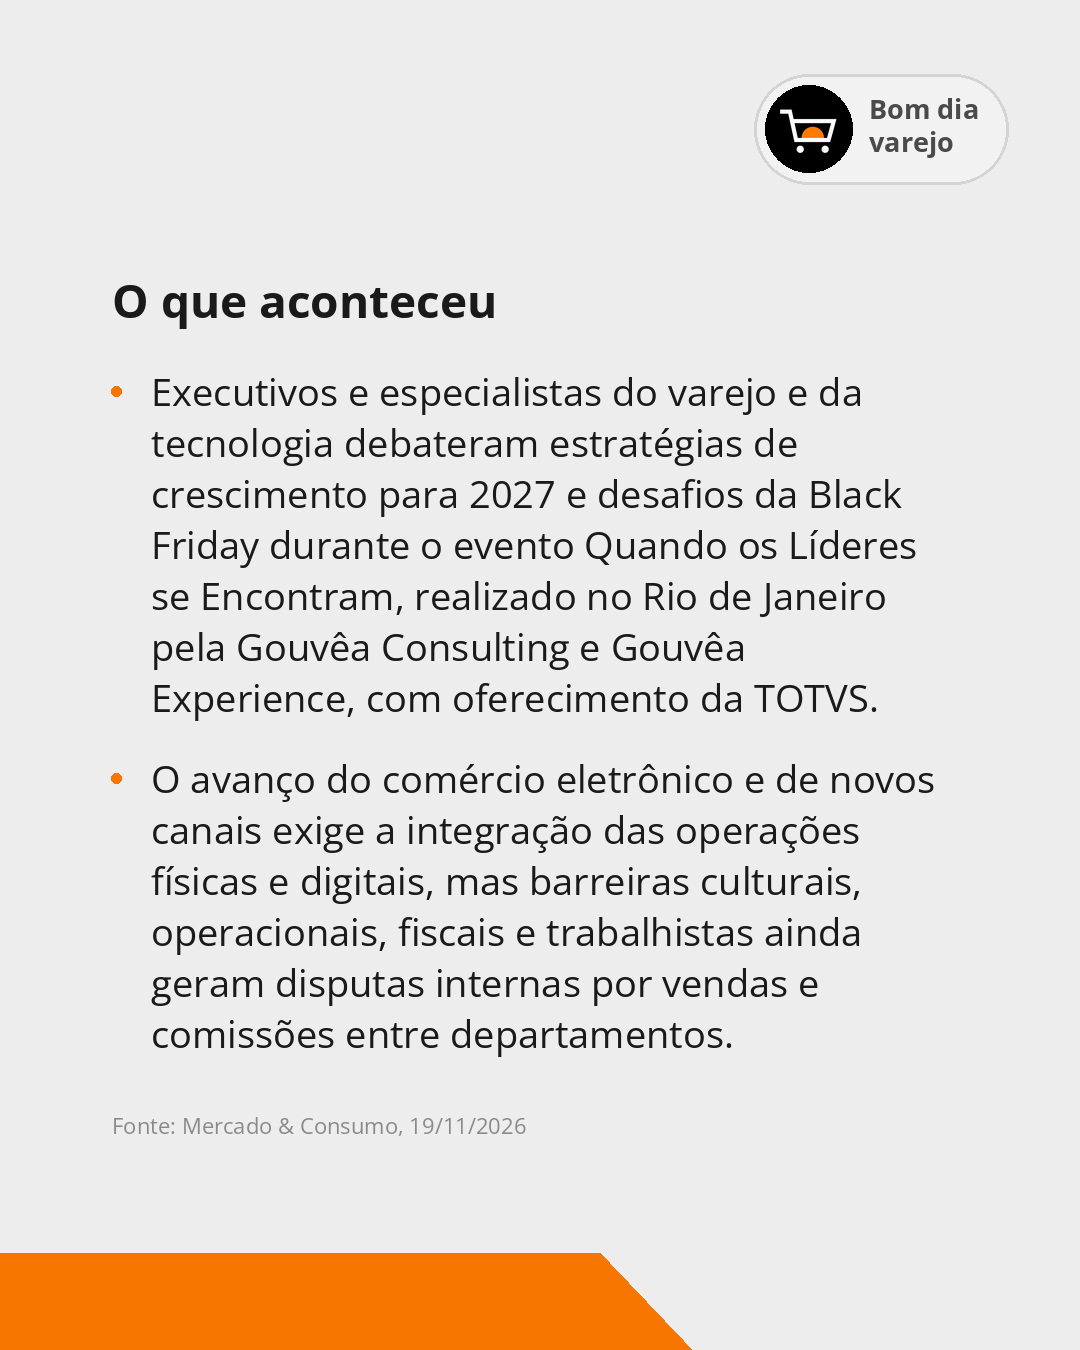 Bom dia
varejo
O que aconteceu
• Executivos e especialistas do varejo e da
tecnologia debateram estratégias de
crescimento para 2027 e desafios da Black
Friday durante o evento Quando os Líderes
se Encontram, realizado no Rio de Janeiro
pela Gouvêa Consulting e Gouvêa
Experience, com oferecimento da TOTVS.
• O avanço do comércio eletrônico e de novos
canais exige a integração das operações
físicas e digitais, mas barreiras culturais,
operacionais, fiscais e trabalhistas ainda
geram disputas internas por vendas e
comissões entre departamentos.
Fonte: Mercado & Consumo, 19/11/2026